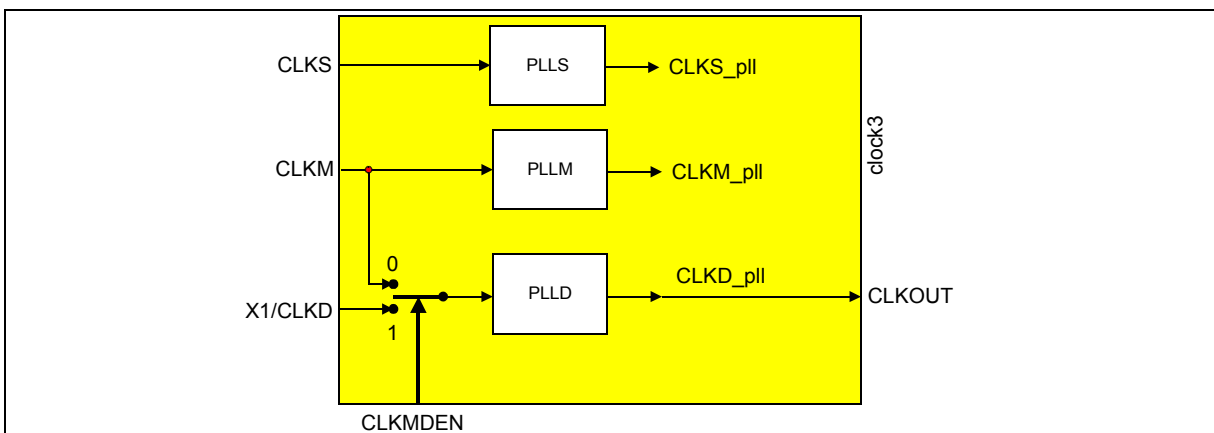 CLKS
PLLS
CLKS_pll
clock3
CLKM
PLLM
CLKM_pll
0
X1/CLKD
1
PLLD
CLKD_pll
CLKOUT
CLKMDEN